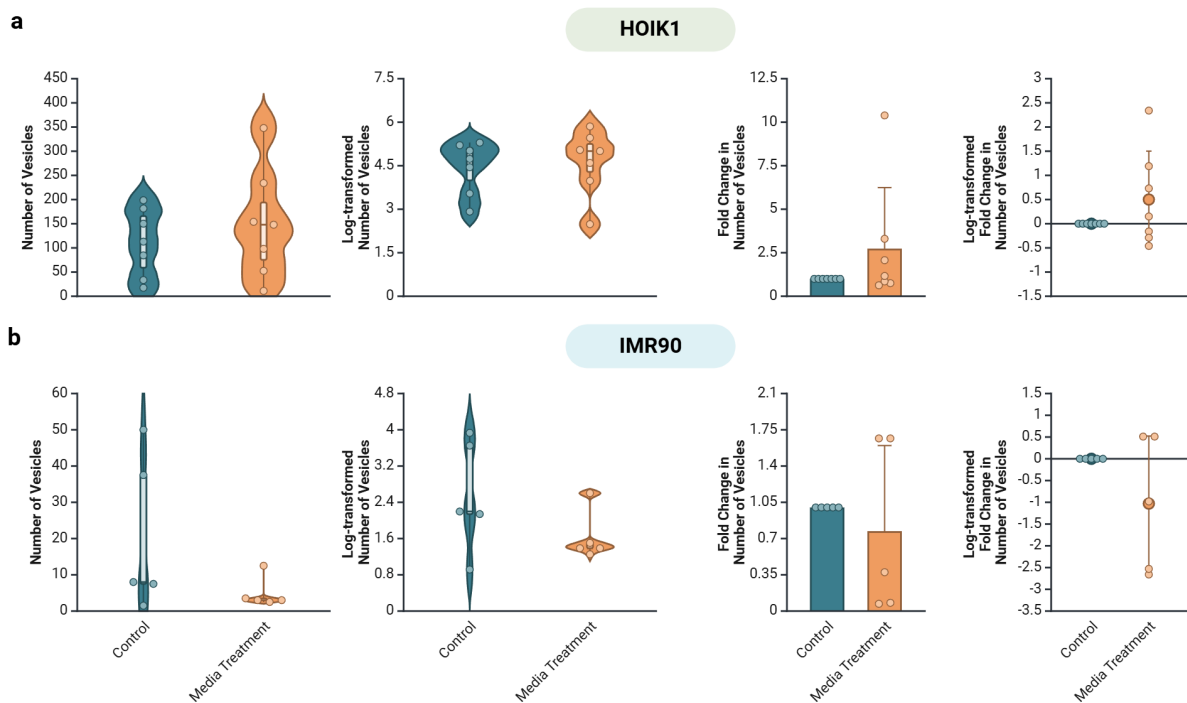 a
HOIK1
Number of Vesicles
450
400
350
300
250
200
150
100
50
0
Log-transformed
Number of Vesicles
7.5
6
4.5
3
1.5
0
Fold Change in
Number of Vesicles
12.5
10
7.5
5
2.5
0
Log-transformed
Fold Change in
Number of Vesicles
3
2.5
2
1.5
1
0.5
0
-0.5
-1
-1.5
b
IMR90
Number of Vesicles
60
50
40
30
20
10
0
Control
Media Treatment
Log-transformed
Number of Vesicles
4.8
4
3.2
2.4
1.6
0.8
0
Control
Media Treatment
Fold Change in
Number of Vesicles
2.1
1.75
1.4
1.05
0.7
0.35
0
Control
Media Treatment
Log-transformed
Fold Change in
Number of Vesicles
1.5
1
0.5
0
-0.5
-1
-1.5
-2
-2.5
-3
-3.5
Control
Media Treatment